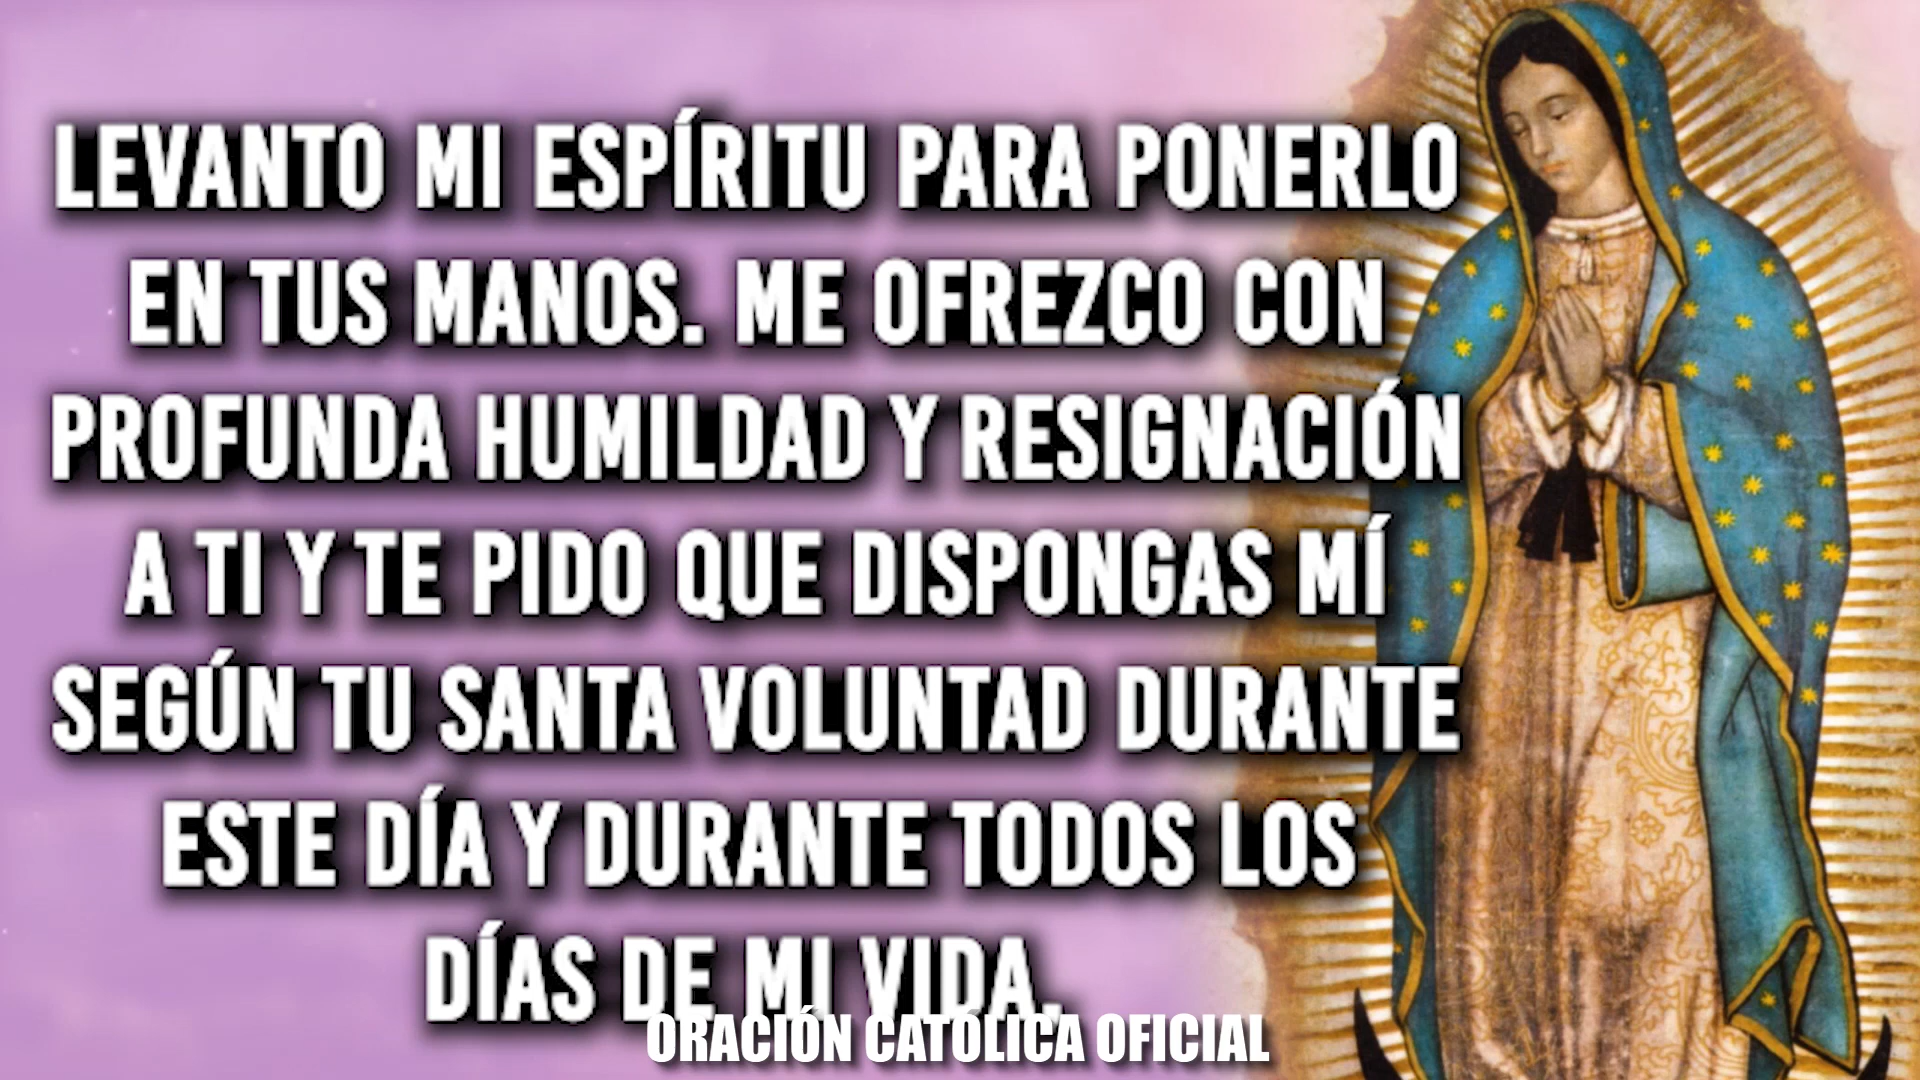 LEVANTO MI ESPÍRITU PARA PONERLO
EN TUS MANOS. ME OFREZCO CON
PROFUNDA HUMILDAD Y RESIGNACIÓN
A TI Y TE PIDO QUE DISPONGAS MÍ
SEGÚN TU SANTA VOLUNTAD DURANTE
ESTE DÍA Y DURANTE TODOS LOS
DÍAS DE MI VIDA.
ORACIÓN CATÓLICA OFICIAL